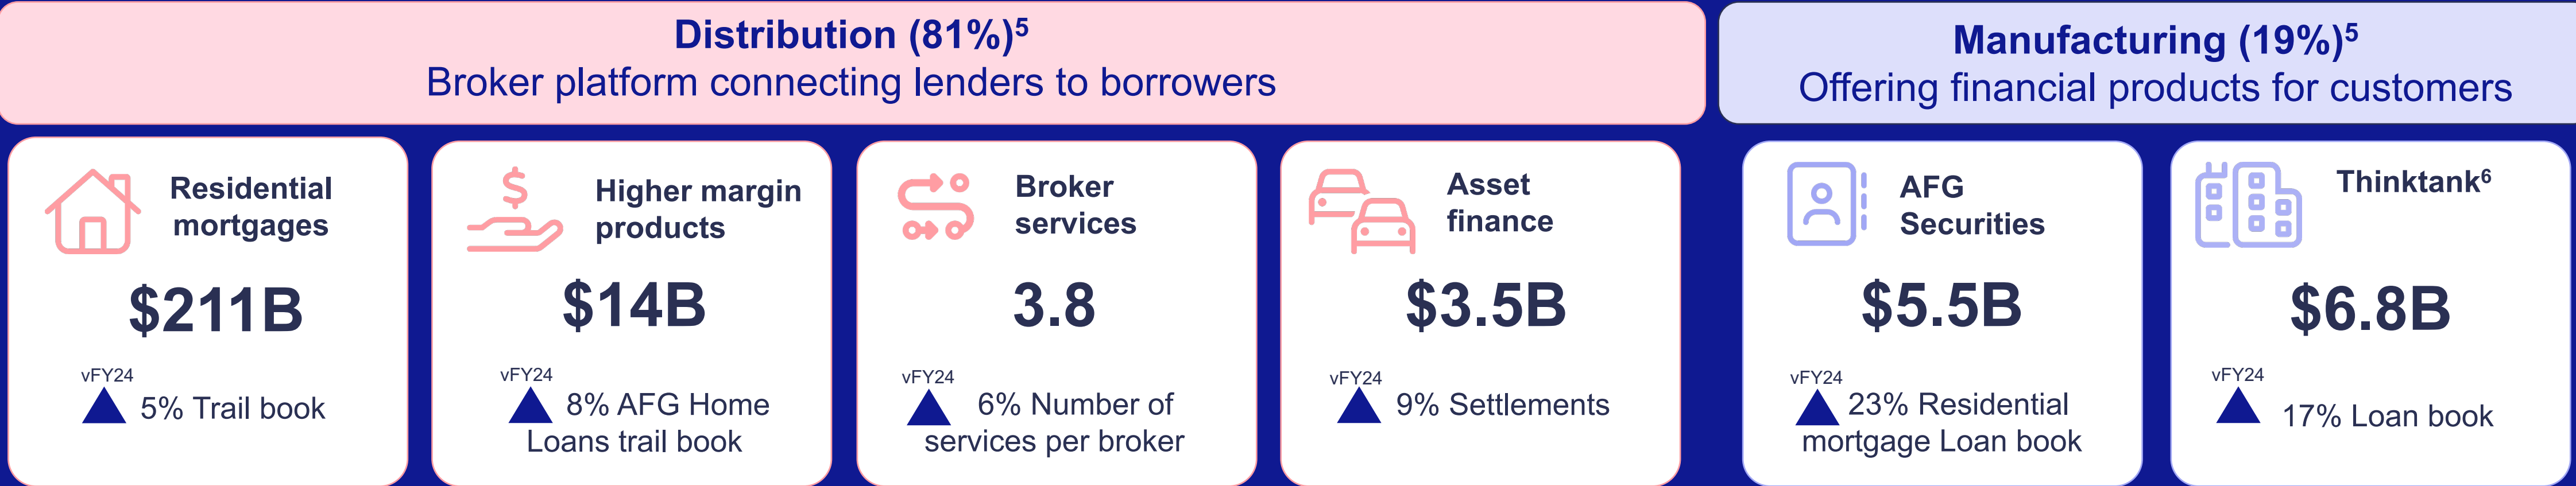 Distribution (81%)⁵
Broker platform connecting lenders to borrowers
Manufacturing (19%)⁵
Offering financial products for customers
Residential
mortgages
$211B
vFY24
5% Trail book
Higher margin
products
$14B
vFY24
8% AFG Home
Loans trail book
Broker
services
3.8
vFY24
6% Number of
services per broker
Asset
finance
$3.5B
vFY24
9% Settlements
AFG
Securities
$5.5B
vFY24
23% Residential
mortgage Loan book
Thinktank⁶
$6.8B
vFY24
17% Loan book